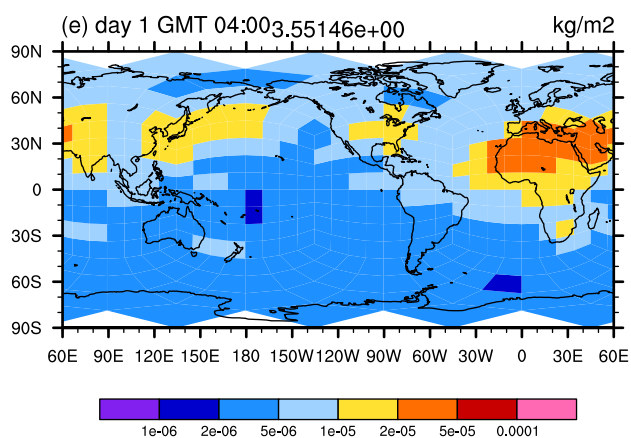 (e) day 1 GMT 04:00 3.55146e+00 kg/m2
90N
60N
30N
0
30S
60S
90S
60E 90E 120E 150E 180 150W 120W 90W 60W 30W 0 30E 60E
1e-06 2e-06 5e-06 1e-05 2e-05 5e-05 0.0001